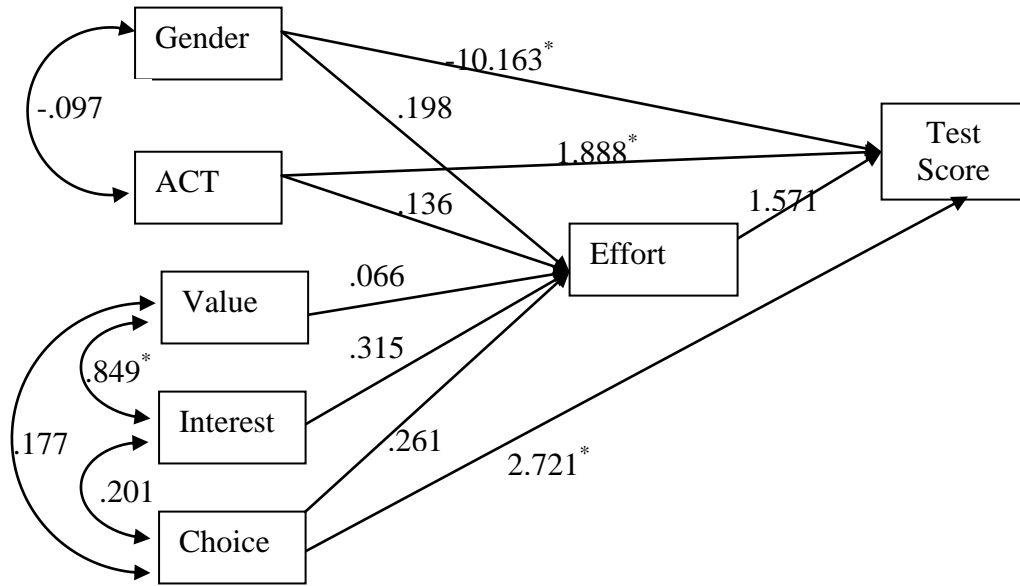 Gender
-10.163*
-.097
.198
Test
Score
1.888*
ACT
.136
1.571
Effort
.066
Value
.315
.849*
Interest
.261
.177
2.721*
.201
Choice